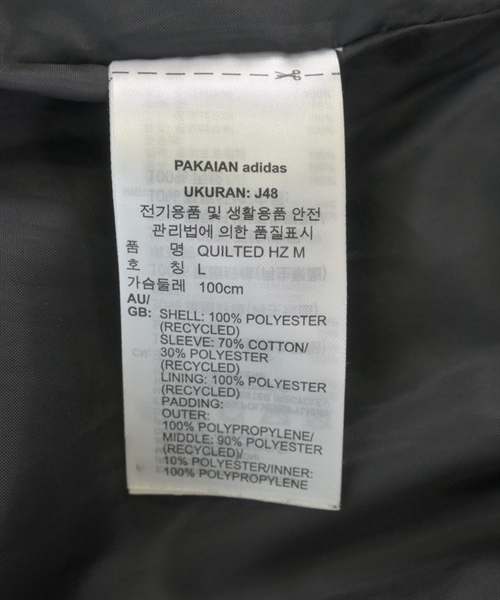 PAKAIAN adidas
UKURAN: J48
전기용품 및 생활용품 안전
관리법에 의한 품질표시
품 명 QUILTED HZ M
호 칭 L
가슴둘레 100cm
AU/
GB: SHELL: 100% POLYESTER
(RECYCLED)
SLEEVE: 70% COTTON/
30% POLYESTER
(RECYCLED)
LINING: 100% POLYESTER
(RECYCLED)
PADDING:
OUTER:
100% POLYPROPYLENE/
MIDDLE: 90% POLYESTER
(RECYCLED)/
10% POLYESTER/INNER:
100% POLYPROPYLENE